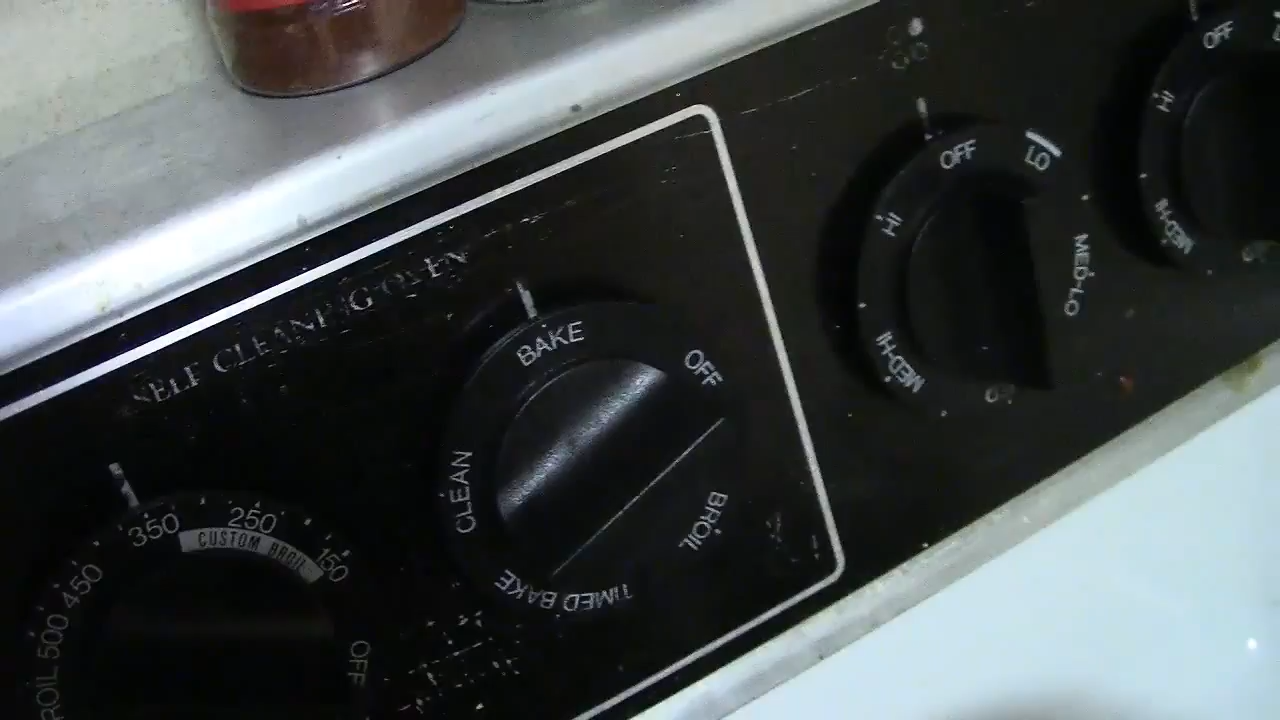 SELF CLEANING OVEN
BAKE
OFF
BROIL
TIMED BAKE
CLEAN
350
250
150
CUSTOM BROIL
OFF
450
500
OFF
LO
MED-LO
MED-HI
HI
OFF
HI
MED-HI